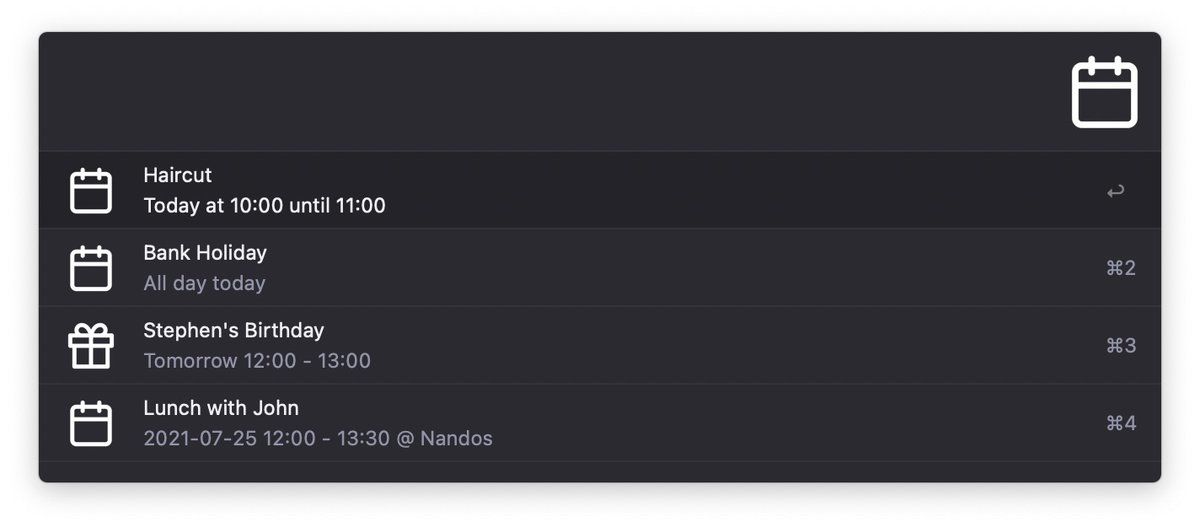 Haircut
Today at 10:00 until 11:00
↩
Bank Holiday
All day today
⌘2
Stephen's Birthday
Tomorrow 12:00 - 13:00
⌘3
Lunch with John
2021-07-25 12:00 - 13:30 @ Nandos
⌘4